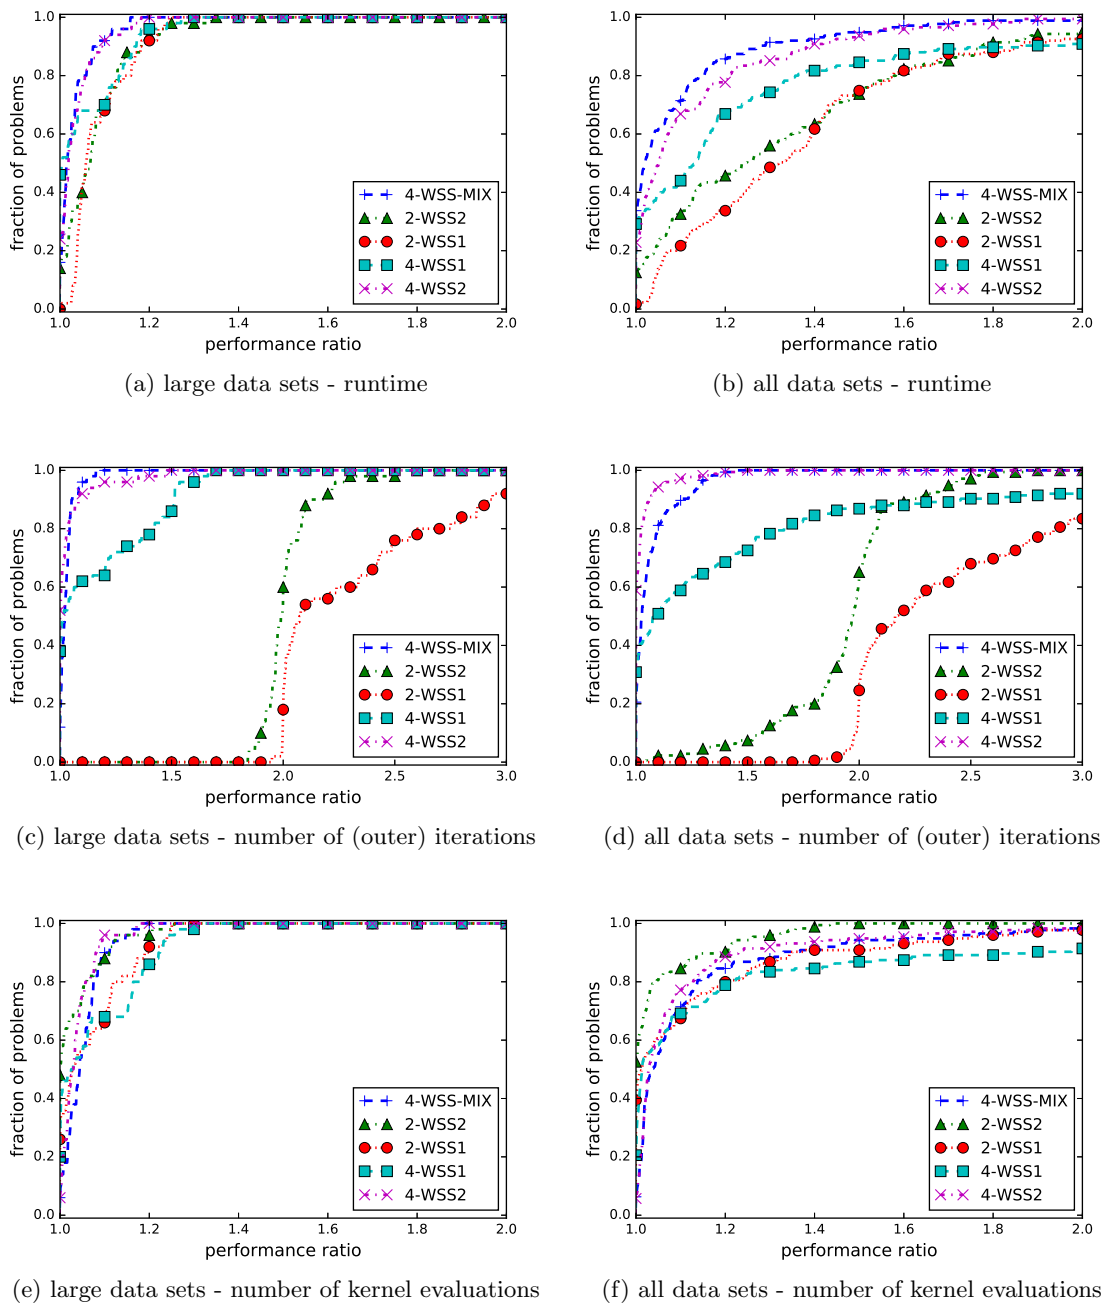 1.0
0.8
0.6
0.4
0.2
0.0
fraction of problems
4-WSS-MIX
2-WSS2
2-WSS1
4-WSS1
4-WSS2
1.0 1.2 1.4 1.6 1.8 2.0
performance ratio
(a) large data sets - runtime
1.0
0.8
0.6
0.4
0.2
0.0
fraction of problems
4-WSS-MIX
2-WSS2
2-WSS1
4-WSS1
4-WSS2
1.0 1.2 1.4 1.6 1.8 2.0
performance ratio
(b) all data sets - runtime
1.0
0.8
0.6
0.4
0.2
0.0
fraction of problems
4-WSS-MIX
2-WSS2
2-WSS1
4-WSS1
4-WSS2
1.0 1.5 2.0 2.5 3.0
performance ratio
(c) large data sets - number of (outer) iterations
1.0
0.8
0.6
0.4
0.2
0.0
fraction of problems
4-WSS-MIX
2-WSS2
2-WSS1
4-WSS1
4-WSS2
1.0 1.5 2.0 2.5 3.0
performance ratio
(d) all data sets - number of (outer) iterations
1.0
0.8
0.6
0.4
0.2
0.0
fraction of problems
4-WSS-MIX
2-WSS2
2-WSS1
4-WSS1
4-WSS2
1.0 1.2 1.4 1.6 1.8 2.0
performance ratio
(e) large data sets - number of kernel evaluations
1.0
0.8
0.6
0.4
0.2
0.0
fraction of problems
4-WSS-MIX
2-WSS2
2-WSS1
4-WSS1
4-WSS2
1.0 1.2 1.4 1.6 1.8 2.0
performance ratio
(f) all data sets - number of kernel evaluations